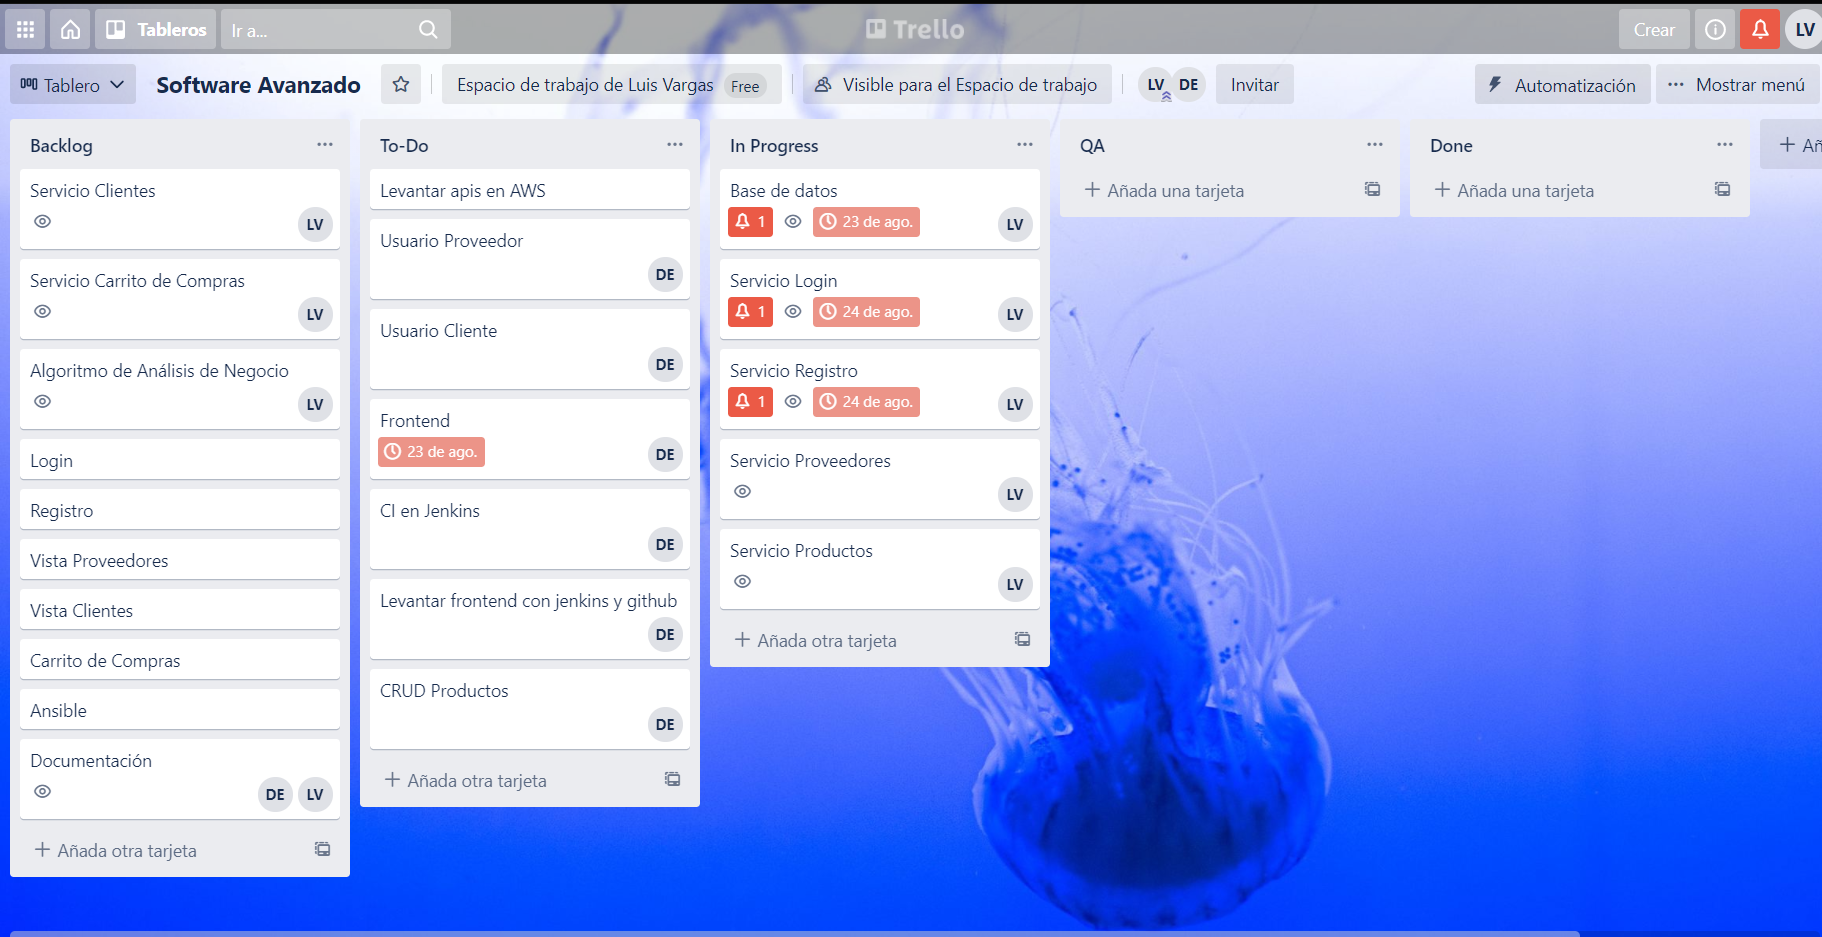 Tableros
Ir a...
Trello
Crear
LV
Tablero
Software Avanzado
Espacio de trabajo de Luis Vargas Free
Visible para el Espacio de trabajo
LV DE
Invitar
Automatización
Mostrar menú
Backlog
Servicio Clientes
LV
Servicio Carrito de Compras
LV
Algoritmo de Análisis de Negocio
LV
Login
Registro
Vista Proveedores
Vista Clientes
Carrito de Compras
Ansible
Documentación
DE LV
Añada otra tarjeta
To-Do
Levantar apis en AWS
Usuario Proveedor
DE
Usuario Cliente
DE
Frontend
23 de ago.
DE
CI en Jenkins
DE
Levantar frontend con jenkins y github
DE
CRUD Productos
DE
Añada otra tarjeta
In Progress
Base de datos
1 23 de ago.
LV
Servicio Login
1 24 de ago.
LV
Servicio Registro
1 24 de ago.
LV
Servicio Proveedores
LV
Servicio Productos
LV
Añada otra tarjeta
QA
Añada una tarjeta
Done
Añada una tarjeta
Añ